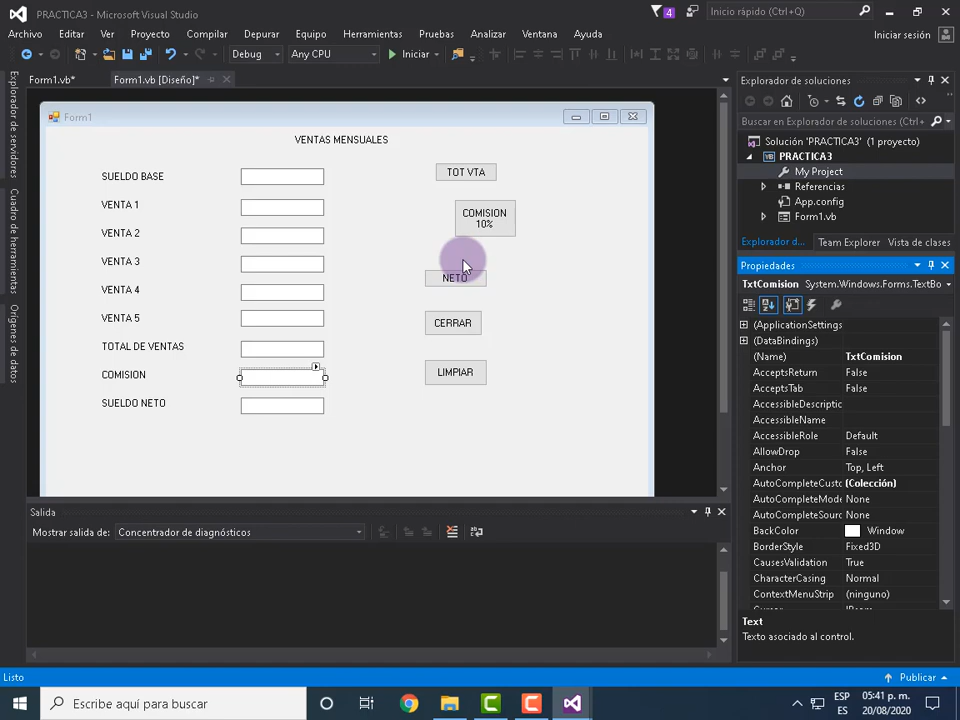 PRACTICA3 - Microsoft Visual Studio
4
Inicio rápido (Ctrl+Q)
Archivo Editar Ver Proyecto Compilar Depurar Equipo Herramientas Pruebas Analizar Ventana Ayuda
Iniciar sesión
Debug Any CPU Iniciar
Explorador de servidores
Cuadro de herramientas
Orígenes de datos
Form1.vb* Form1.vb [Diseño]*
Form1
VENTAS MENSUALES
SUELDO BASE
VENTA 1
VENTA 2
VENTA 3
VENTA 4
VENTA 5
TOTAL DE VENTAS
COMISION
SUELDO NETO
TOT VTA
COMISION
10%
NETO
CERRAR
LIMPIAR
Salida
Mostrar salida de: Concentrador de diagnósticos
Explorador de soluciones
Buscar en Explorador de soluciones (Ctrl+
Solución 'PRACTICA3' (1 proyecto)
VB PRACTICA3
My Project
Referencias
App.config
Form1.vb
Explorador d... Team Explorer Vista de clases
Propiedades
TxtComision System.Windows.Forms.TextBo
(ApplicationSettings
(DataBindings)
(Name) TxtComision
AcceptsReturn False
AcceptsTab False
AccessibleDescriptic
AccessibleName
AccessibleRole Default
AllowDrop False
Anchor Top, Left
AutoCompleteCustc (Colección)
AutoCompleteMode None
AutoCompleteSourc None
BackColor Window
BorderStyle Fixed3D
CausesValidation True
CharacterCasing Normal
ContextMenuStrip (ninguno)
Text
Texto asociado al control.
Listo
Publicar
Escribe aquí para buscar
ESP
ES
05:41 p. m.
20/08/2020